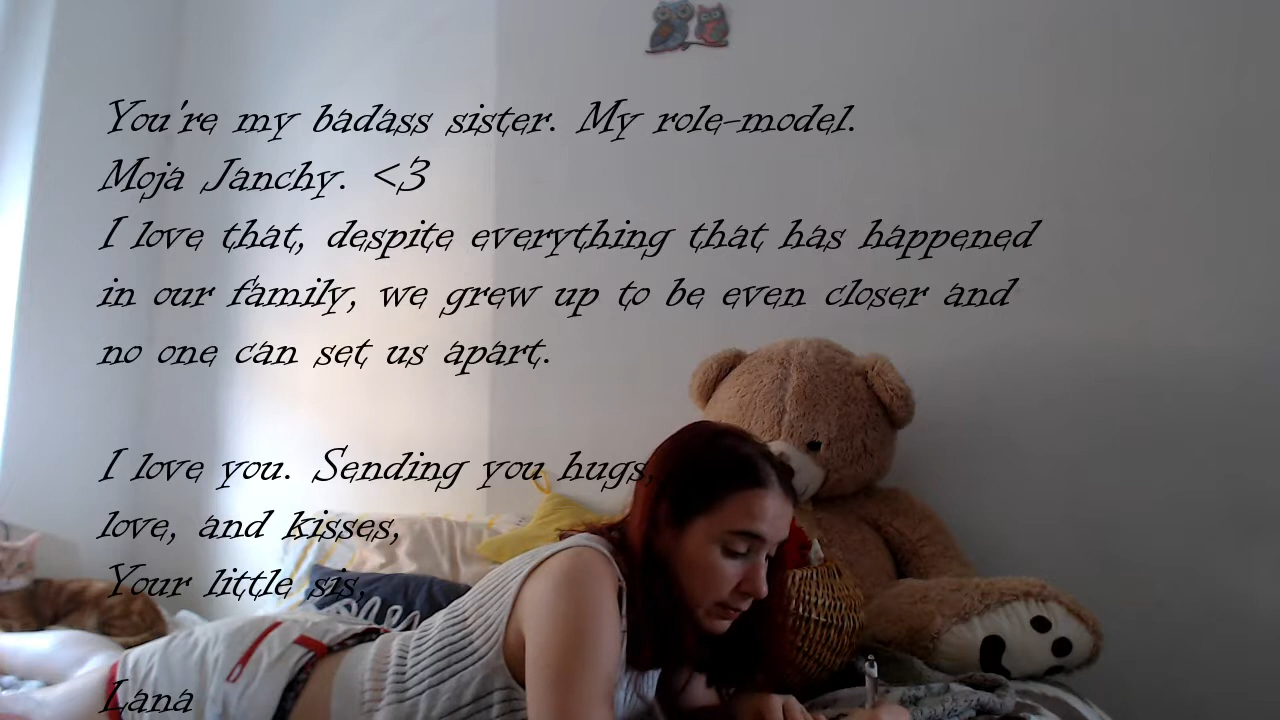 You're my badass sister. My role-model.
Moja Janchy. <3
I love that, despite everything that has happened
in our family, we grew up to be even closer and
no one can set us apart.
I love you. Sending you hugs,
love, and kisses,
Your little sis,
Lana